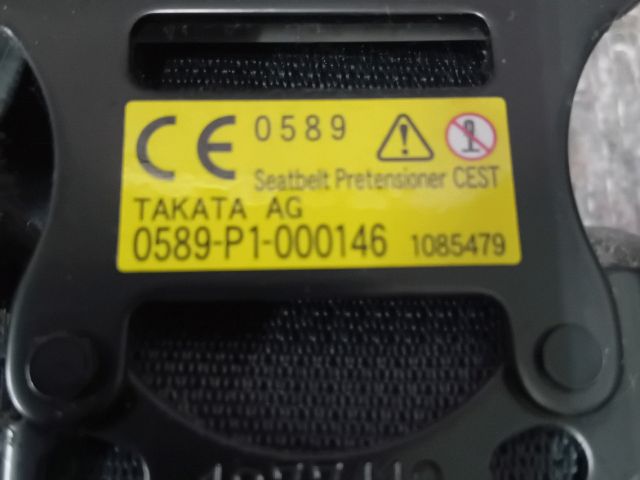 CE 0589
Seatbelt Pretensioner CEST
TAKATA AG
0589-P1-000146 1085479